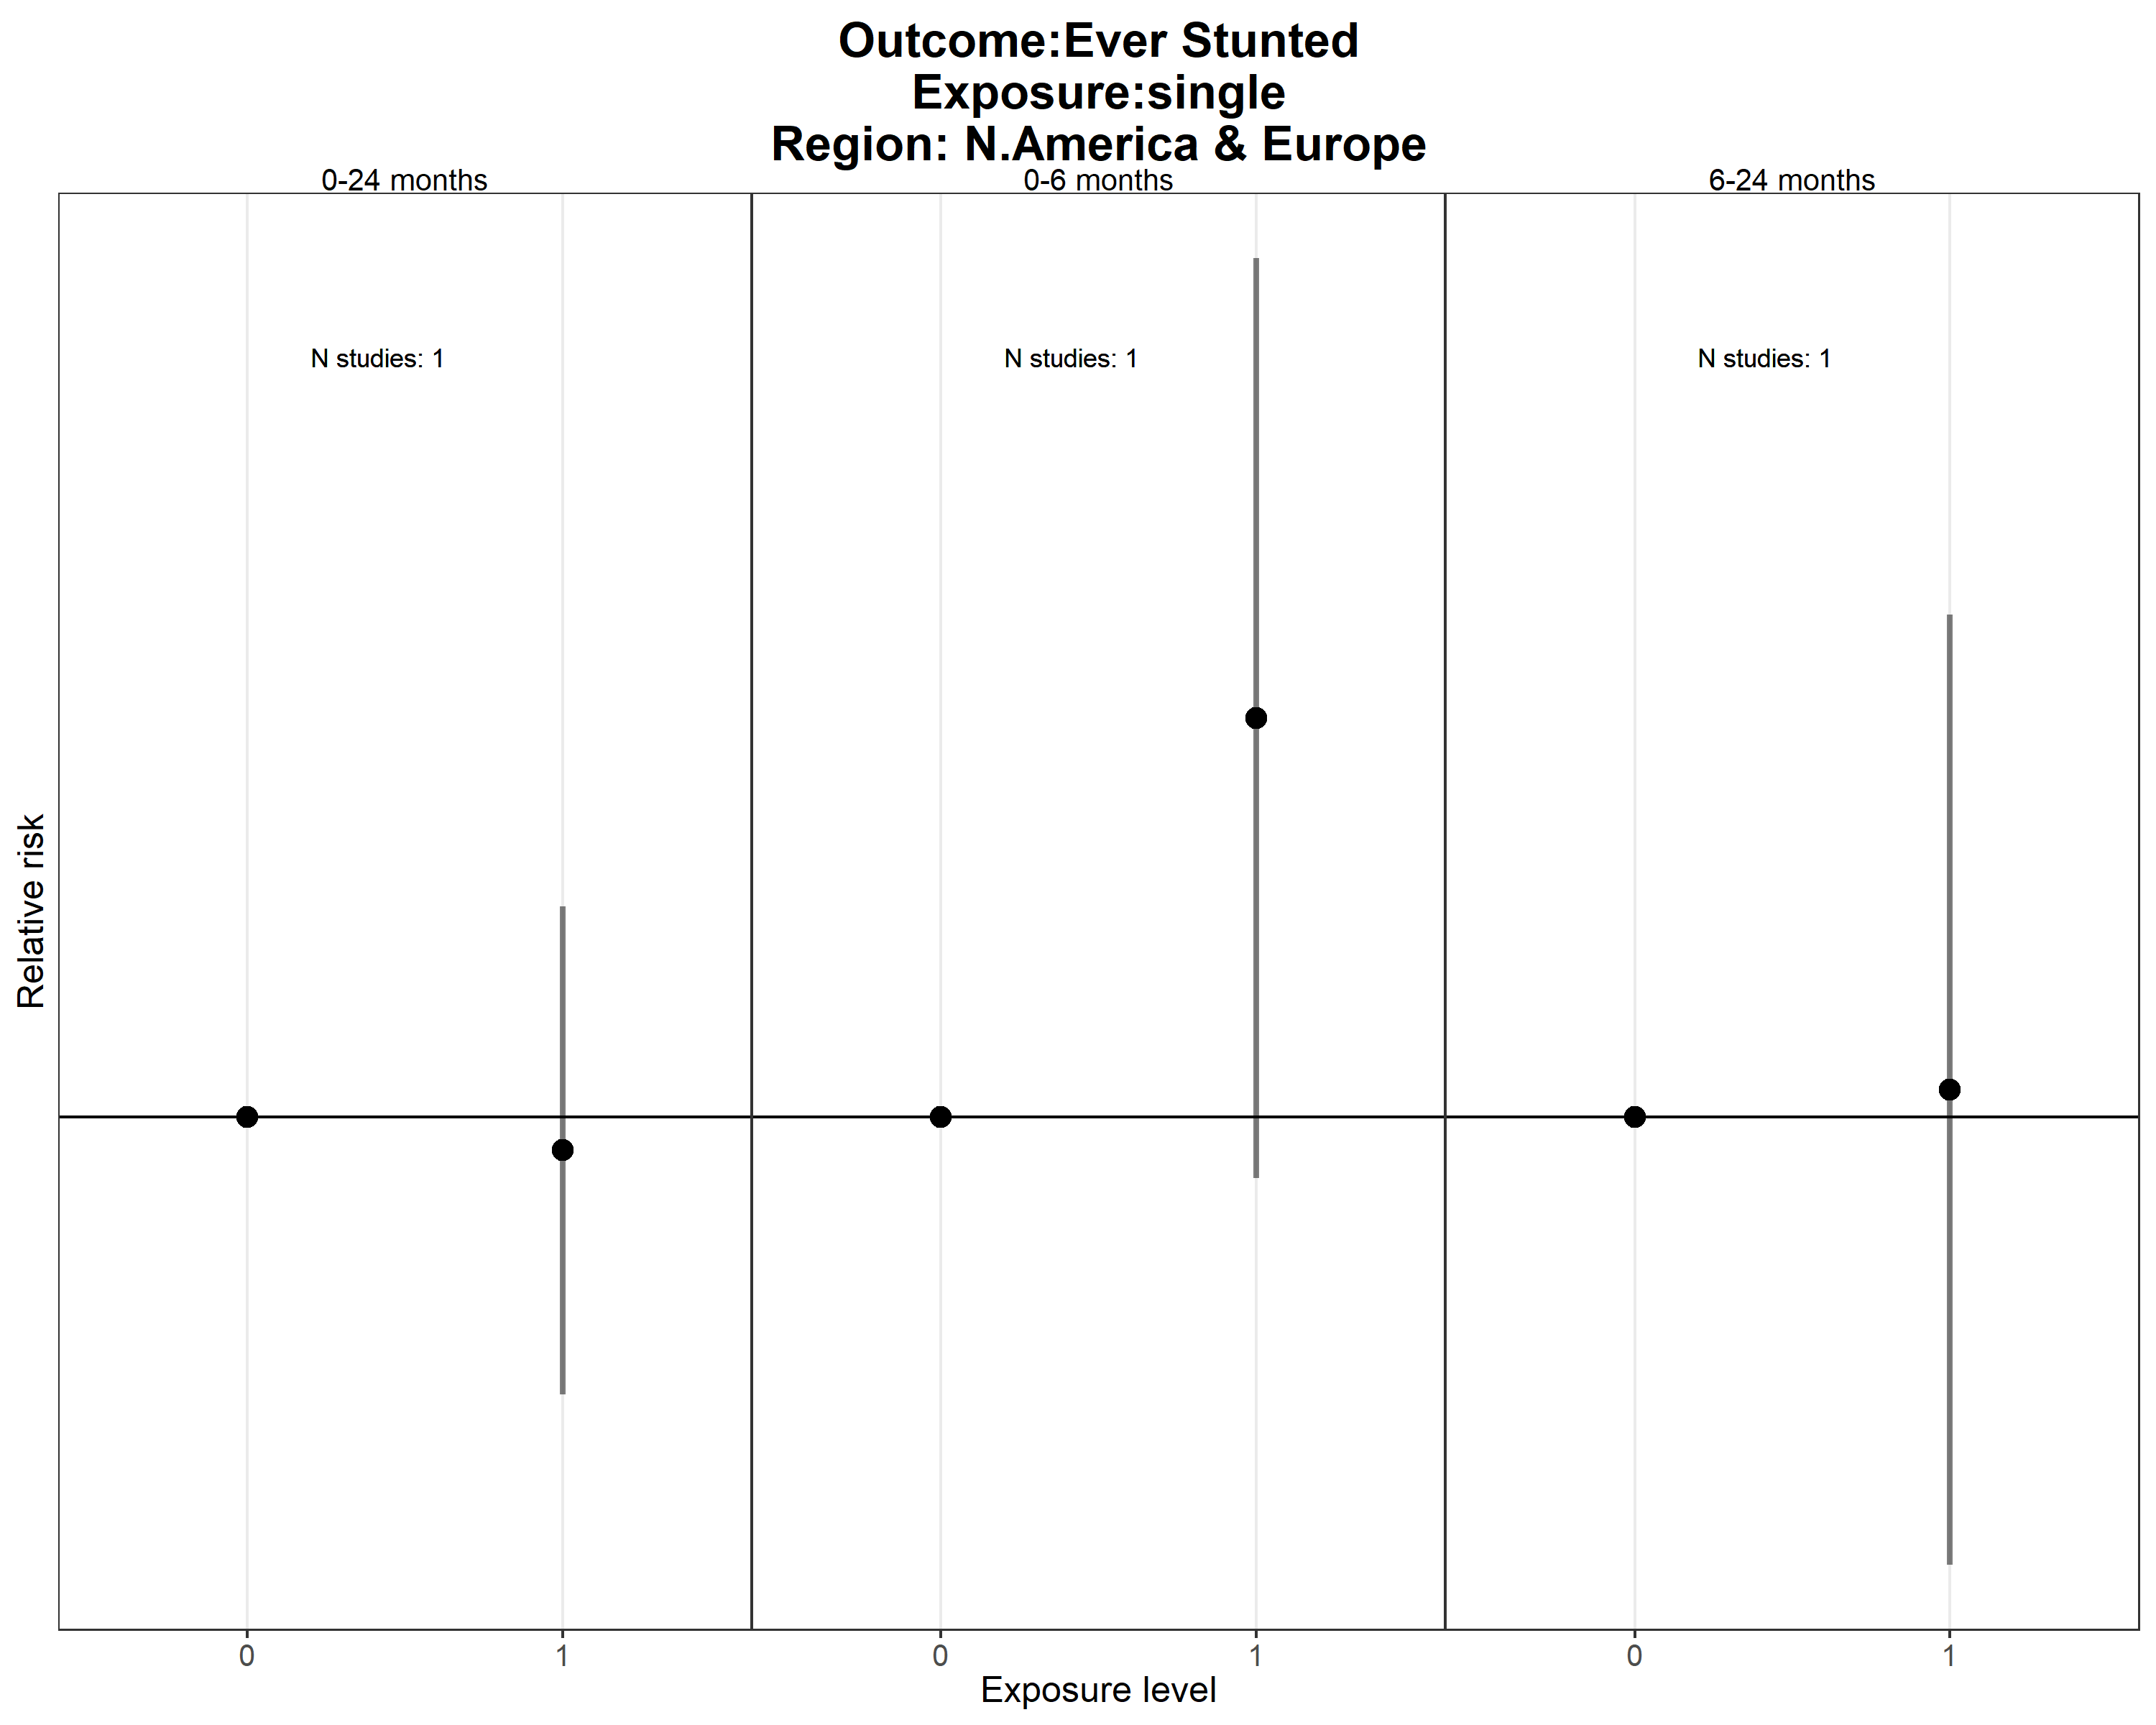 Outcome:Ever Stunted
Exposure:single
Region: N.America & Europe
0-24 months
0-6 months
6-24 months
N studies: 1
N studies: 1
N studies: 1
Relative risk
0
1
0
1
0
1
Exposure level